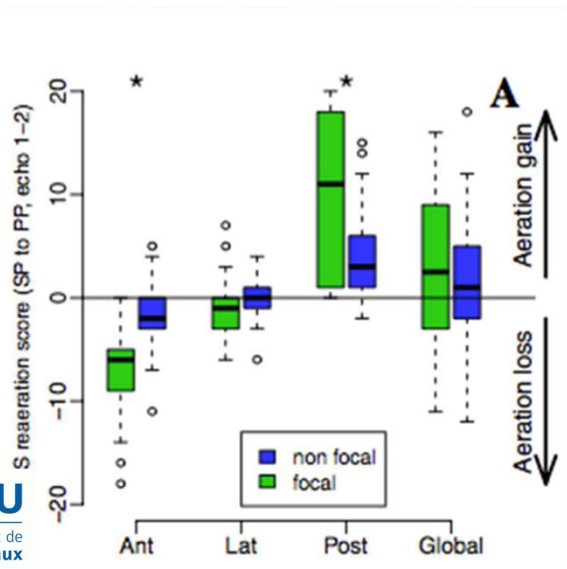 A
*
*
S reaeration score (SP to PP, echo 1-2)
20
10
0
-10
-20
Aeration gain
Aeration loss
non focal
focal
Ant
Lat
Post
Global
U
de
aux